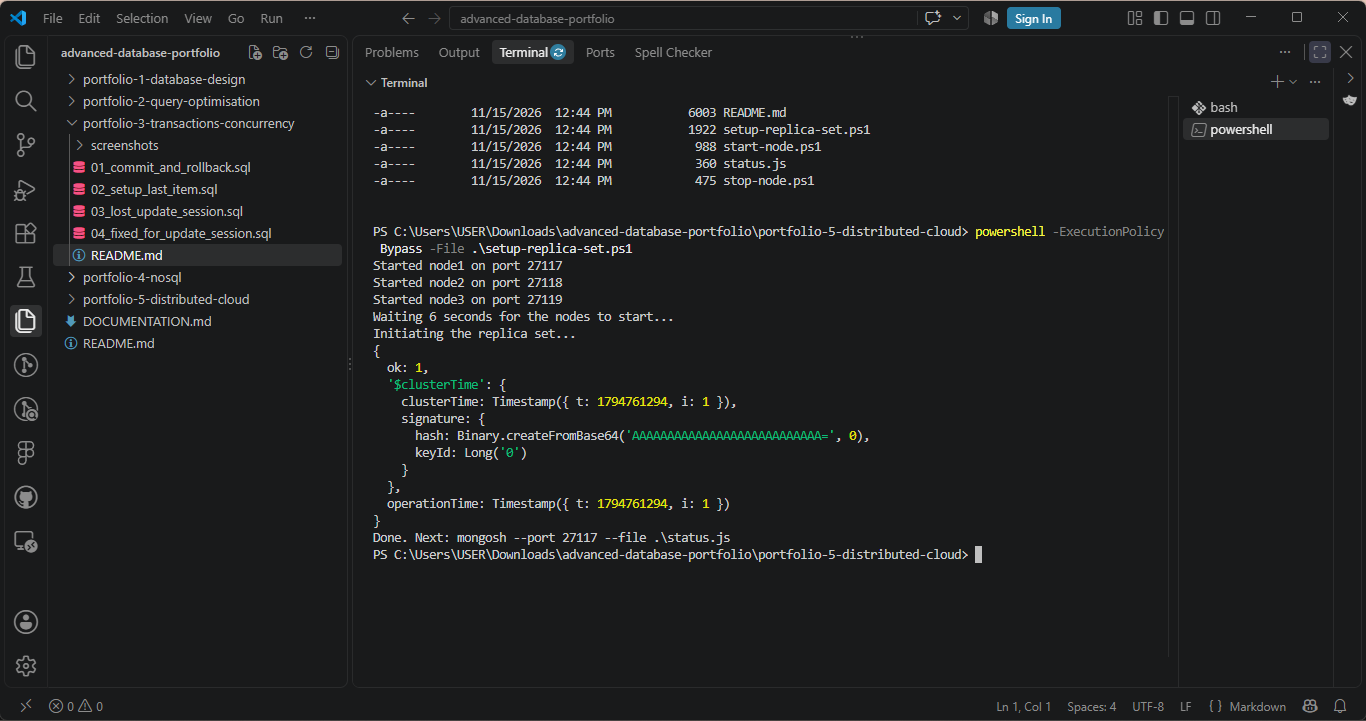 File Edit Selection View Go Run ··· advanced-database-portfolio Sign In
advanced-database-portfolio
portfolio-1-database-design
portfolio-2-query-optimisation
portfolio-3-transactions-concurrency
screenshots
01_commit_and_rollback.sql
02_setup_last_item.sql
03_lost_update_session.sql
04_fixed_for_update_session.sql
README.md
portfolio-4-nosql
portfolio-5-distributed-cloud
DOCUMENTATION.md
README.md
Problems Output Terminal Ports Spell Checker
Terminal
-a---- 11/15/2026 12:44 PM 6003 README.md
-a---- 11/15/2026 12:44 PM 1922 setup-replica-set.ps1
-a---- 11/15/2026 12:44 PM 988 start-node.ps1
-a---- 11/15/2026 12:44 PM 360 status.js
-a---- 11/15/2026 12:44 PM 475 stop-node.ps1
PS C:\Users\USER\Downloads\advanced-database-portfolio\portfolio-5-distributed-cloud> powershell -ExecutionPolicy
Bypass -File .\setup-replica-set.ps1
Started node1 on port 27117
Started node2 on port 27118
Started node3 on port 27119
Waiting 6 seconds for the nodes to start...
Initiating the replica set...
{
ok: 1,
'$clusterTime': {
clusterTime: Timestamp({ t: 1794761294, i: 1 }),
signature: {
hash: Binary.createFromBase64('AAAAAAAAAAAAAAAAAAAAAAAAAAA=', 0),
keyId: Long('0')
}
},
operationTime: Timestamp({ t: 1794761294, i: 1 })
}
Done. Next: mongosh --port 27117 --file .\status.js
PS C:\Users\USER\Downloads\advanced-database-portfolio\portfolio-5-distributed-cloud>
bash
powershell
0 0 Ln 1, Col 1 Spaces: 4 UTF-8 LF { } Markdown